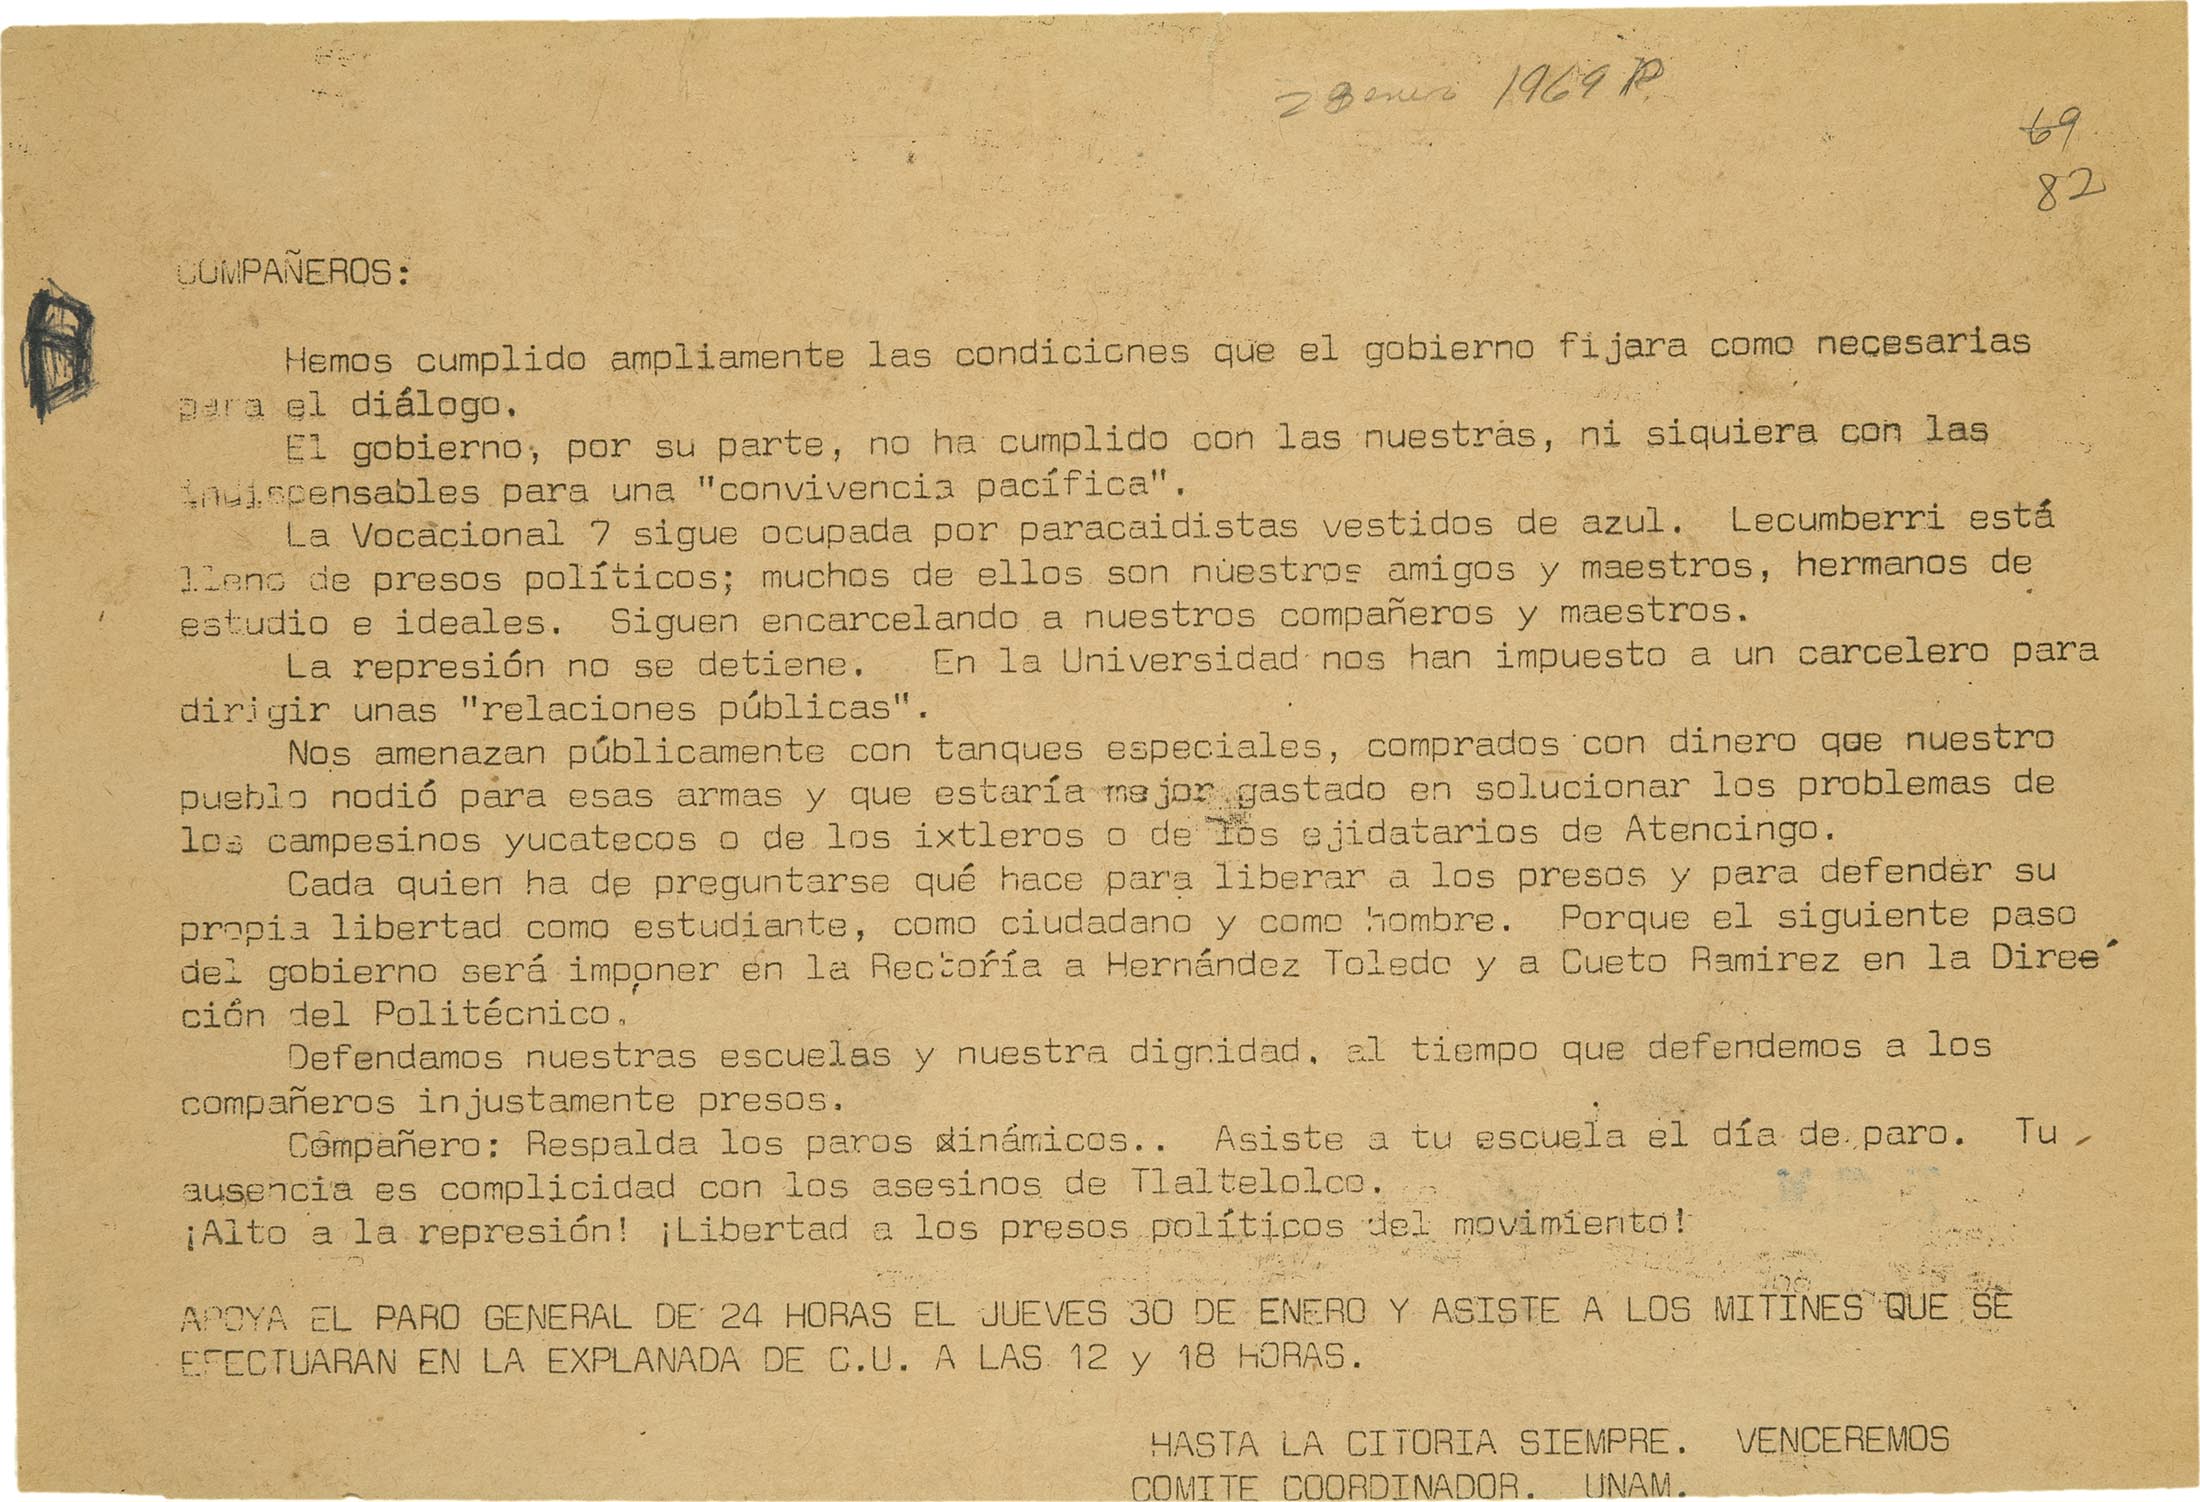 28 enero 1969 P.
69
82
COMPAÑEROS:
Hemos cumplido ampliamente las condiciones que el gobierno fijara como necesarias
para el diálogo.
El gobierno, por su parte, no ha cumplido con las nuestras, ni siquiera con las
indispensables para una "convivencia pacífica".
La Vocacional 7 sigue ocupada por paracaidistas vestidos de azul. Lecumberri está
lleno de presos políticos; muchos de ellos son nuestros amigos y maestros, hermanos de
estudio e ideales. Siguen encarcelando a nuestros compañeros y maestros.
La represión no se detiene. En la Universidad nos han impuesto a un carcelero para
dirigir unas "relaciones públicas".
Nos amenazan públicamente con tanques especiales, comprados con dinero que nuestro
pueblo nodió para esas armas y que estaría mejor gastado en solucionar los problemas de
los campesinos yucatecos o de los ixtleros o de los ejidatarios de Atencingo.
Cada quien ha de preguntarse qué hace para liberar a los presos y para defender su
propia libertad como estudiante, como ciudadano y como hombre. Porque el siguiente paso
del gobierno será imponer en la Rectoría a Hernández Toledo y a Cueto Ramirez en la Direc
ción del Politécnico.
Defendamos nuestras escuelas y nuestra dignidad, al tiempo que defendemos a los
compañeros injustamente presos.
Compañero: Respalda los paros dinámicos.. Asiste a tu escuela el día de paro. Tu
ausencia es complicidad con los asesinos de Tlaltelolco.
¡Alto a la represión! ¡Libertad a los presos políticos del movimiento!
APOYA EL PARO GENERAL DE 24 HORAS EL JUEVES 30 DE ENERO Y ASISTE A LOS MITINES QUE SE
EFECTUARAN EN LA EXPLANADA DE C.U. A LAS 12 y 18 HORAS.
HASTA LA CITORIA SIEMPRE. VENCEREMOS
COMITE COORDINADOR. UNAM.